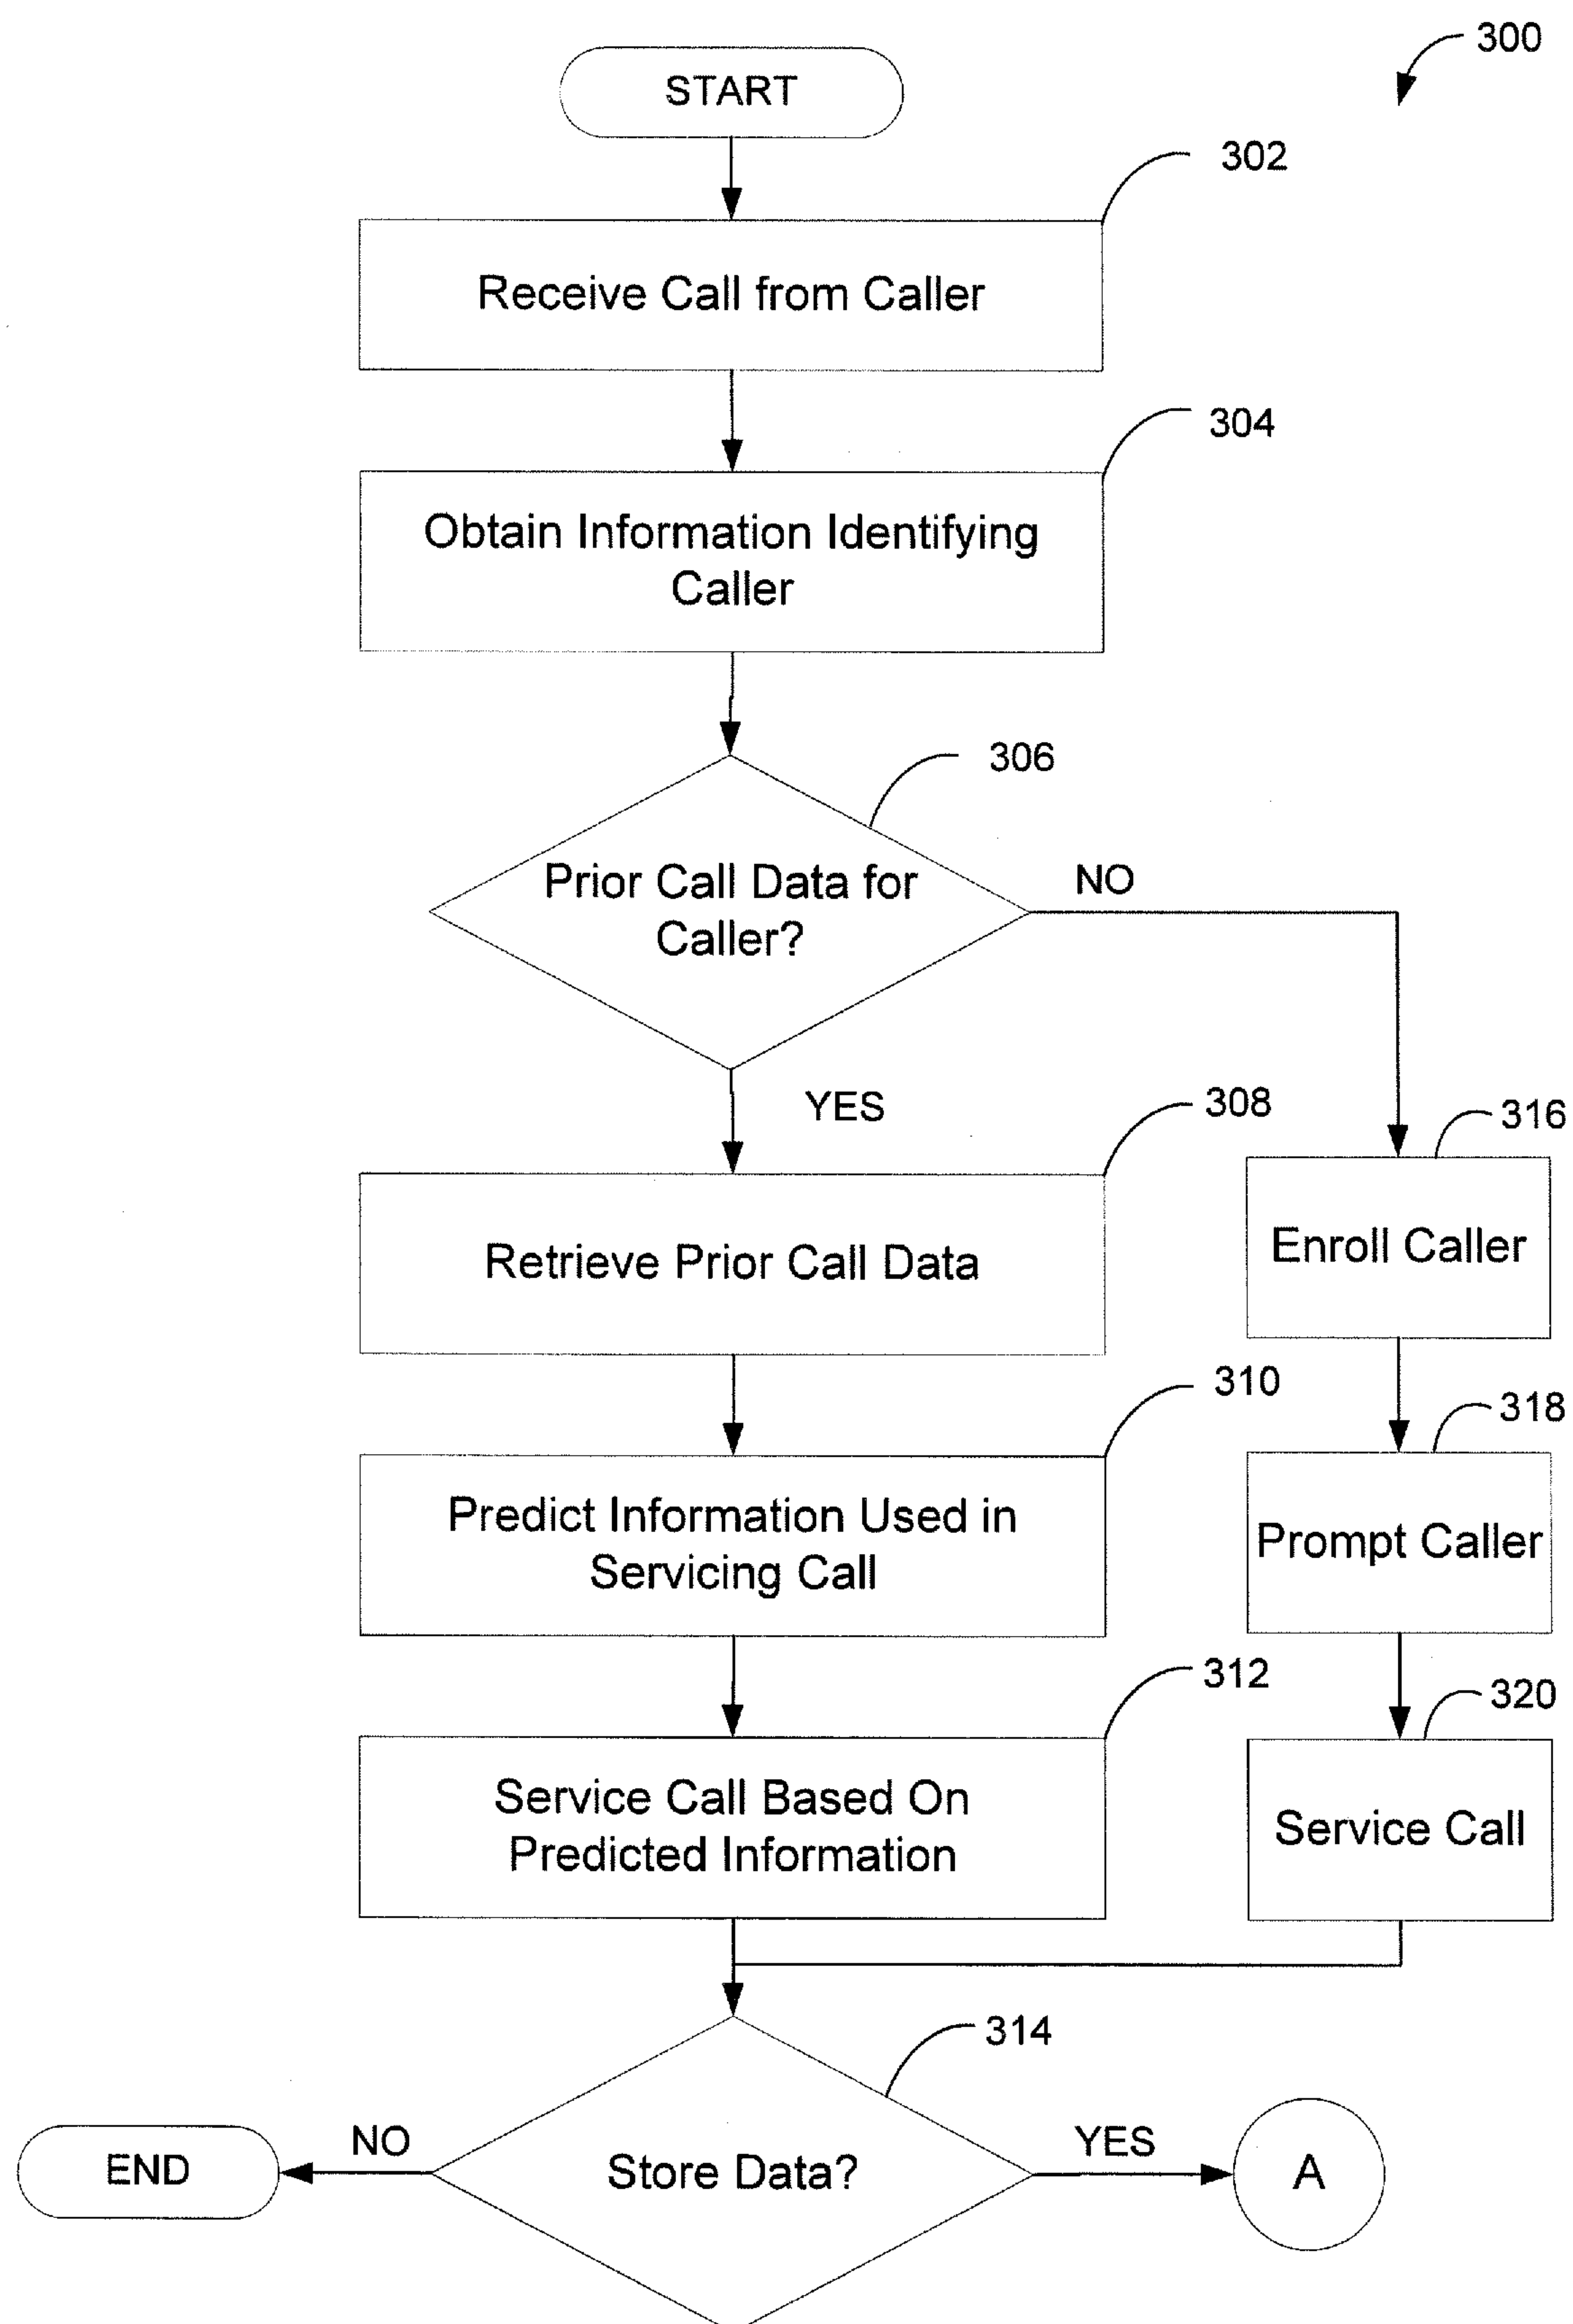 300
START
302
Receive Call from Caller
304
Obtain Information Identifying
Caller
306
Prior Call Data for
Caller?
NO
YES
308
Retrieve Prior Call Data
316
Enroll Caller
310
Predict Information Used in
Servicing Call
318
Prompt Caller
312
Service Call Based On
Predicted Information
320
Service Call
314
Store Data?
NO
END
YES
A